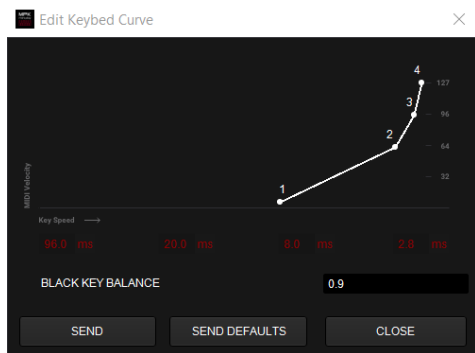 Edit Keybed Curve
4
127
3
96
2
64
32
1
MIDI Velocity
Key Speed
96.0 ms 20.0 ms 8.0 ms 2.8 ms
BLACK KEY BALANCE 0.9
SEND SEND DEFAULTS CLOSE